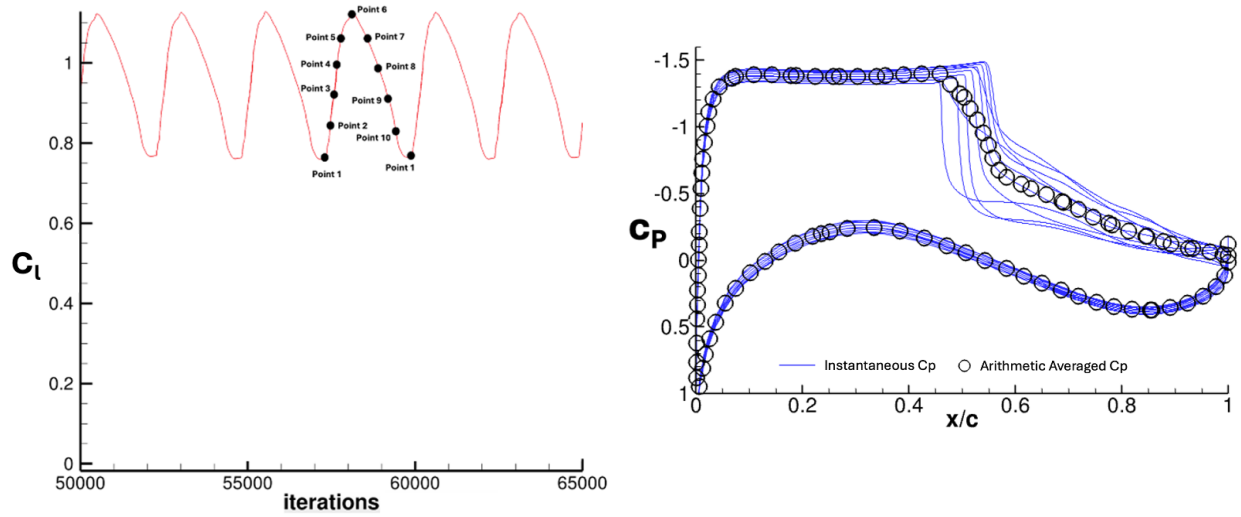 Point 6
Point 5
Point 7
Point 4
Point 8
Point 3
Point 9
Point 2
Point 10
Point 1
Point 1
1
0.8
0.6
0.4
0.2
0
Cl
50000
55000
60000
65000
iterations
-1.5
-1
-0.5
0
0.5
1
CP
Instantaneous Cp
Arithmetic Averaged Cp
0
0.2
0.4
0.6
0.8
1
x/c